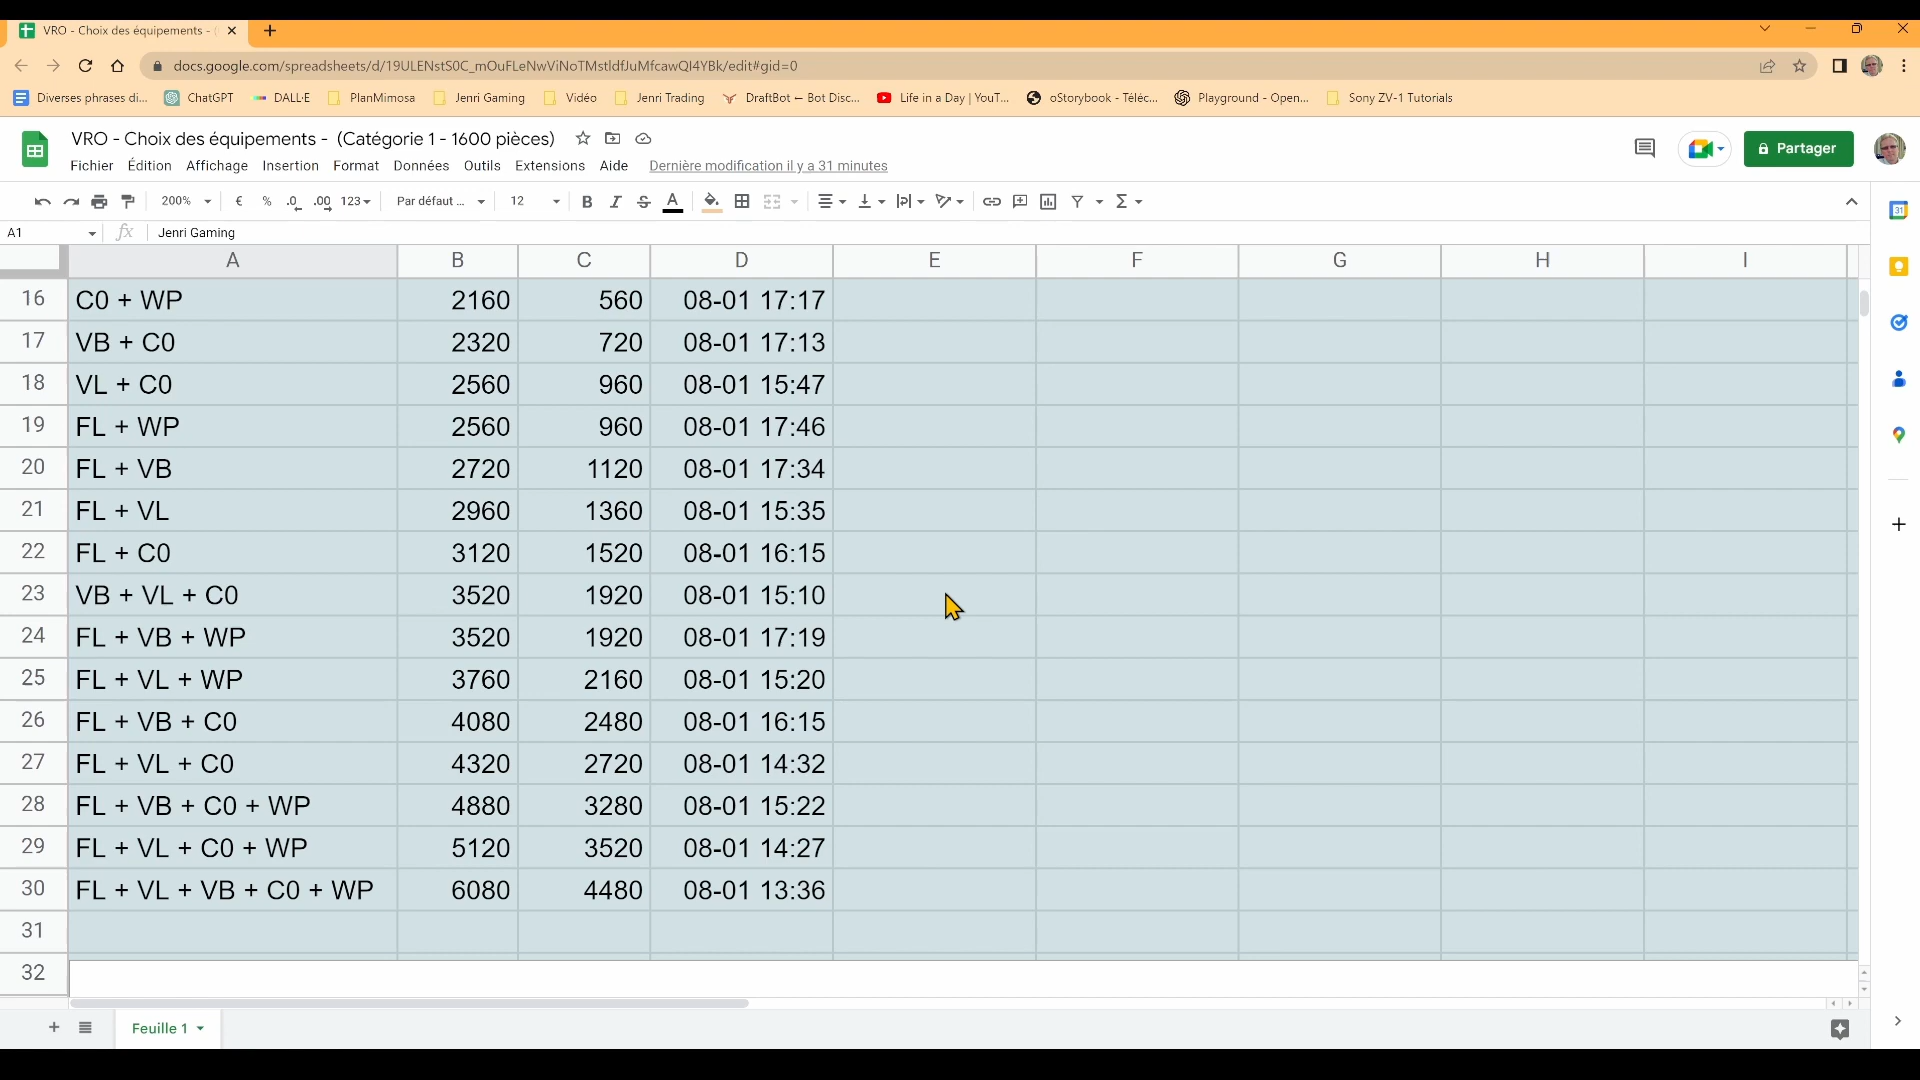 VRO - Choix des équipements - (
docs.google.com/spreadsheets/d/19ULENstS0C_mOuFLeNwViNoTMstldfJuMfcawQI4YBk/edit#gid=0
Diverses phrases di... ChatGPT DALL·E PlanMimosa Jenri Gaming Vidéo Jenri Trading DraftBot ← Bot Disc... Life in a Day | YouT... oStorybook - Téléc... Playground - Open... Sony ZV-1 Tutorials
VRO - Choix des équipements - (Catégorie 1 - 1600 pièces)
Partager
Fichier Édition Affichage Insertion Format Données Outils Extensions Aide Dernière modification il y a 31 minutes
200% € % .0 .00 123 Par défaut ... 12 B I S A Σ 31
A1 fx Jenri Gaming
A B C D E F G H I
16 C0 + WP 2160 560 08-01 17:17
17 VB + C0 2320 720 08-01 17:13
18 VL + C0 2560 960 08-01 15:47
19 FL + WP 2560 960 08-01 17:46
20 FL + VB 2720 1120 08-01 17:34
21 FL + VL 2960 1360 08-01 15:35
22 FL + C0 3120 1520 08-01 16:15
23 VB + VL + C0 3520 1920 08-01 15:10
24 FL + VB + WP 3520 1920 08-01 17:19
25 FL + VL + WP 3760 2160 08-01 15:20
26 FL + VB + C0 4080 2480 08-01 16:15
27 FL + VL + C0 4320 2720 08-01 14:32
28 FL + VB + C0 + WP 4880 3280 08-01 15:22
29 FL + VL + C0 + WP 5120 3520 08-01 14:27
30 FL + VL + VB + C0 + WP 6080 4480 08-01 13:36
31
32
Feuille 1